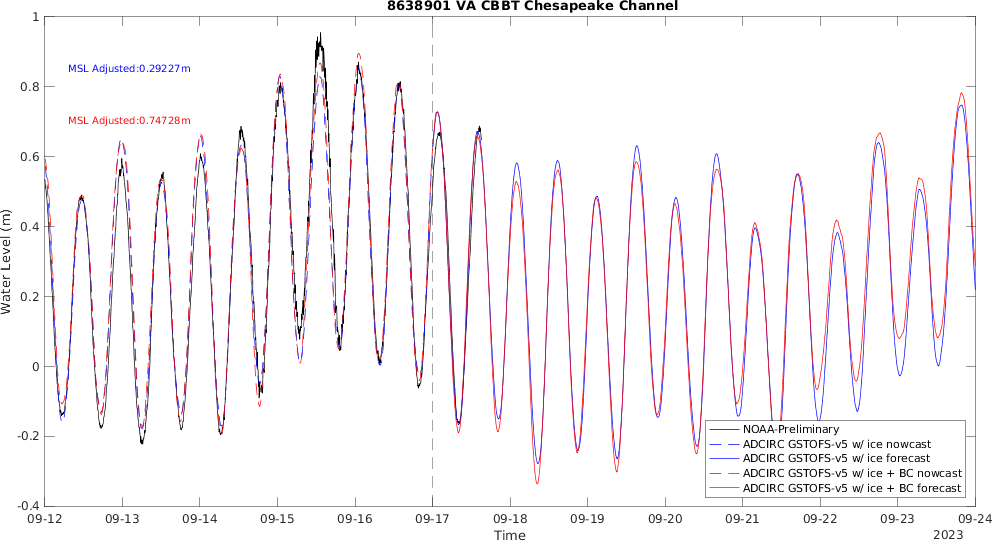 8638901 VA CBBT Chesapeake Channel
1
0.8
0.6
0.4
0.2
0
-0.2
-0.4
Water Level (m)
MSL Adjusted:0.29227m
MSL Adjusted:0.74728m
NOAA-Preliminary
ADCIRC GSTOFS-v5 w/ ice nowcast
ADCIRC GSTOFS-v5 w/ ice forecast
ADCIRC GSTOFS-v5 w/ ice + BC nowcast
ADCIRC GSTOFS-v5 w/ ice + BC forecast
09-12 09-13 09-14 09-15 09-16 09-17 09-18 09-19 09-20 09-21 09-22 09-23 09-24
Time
2023